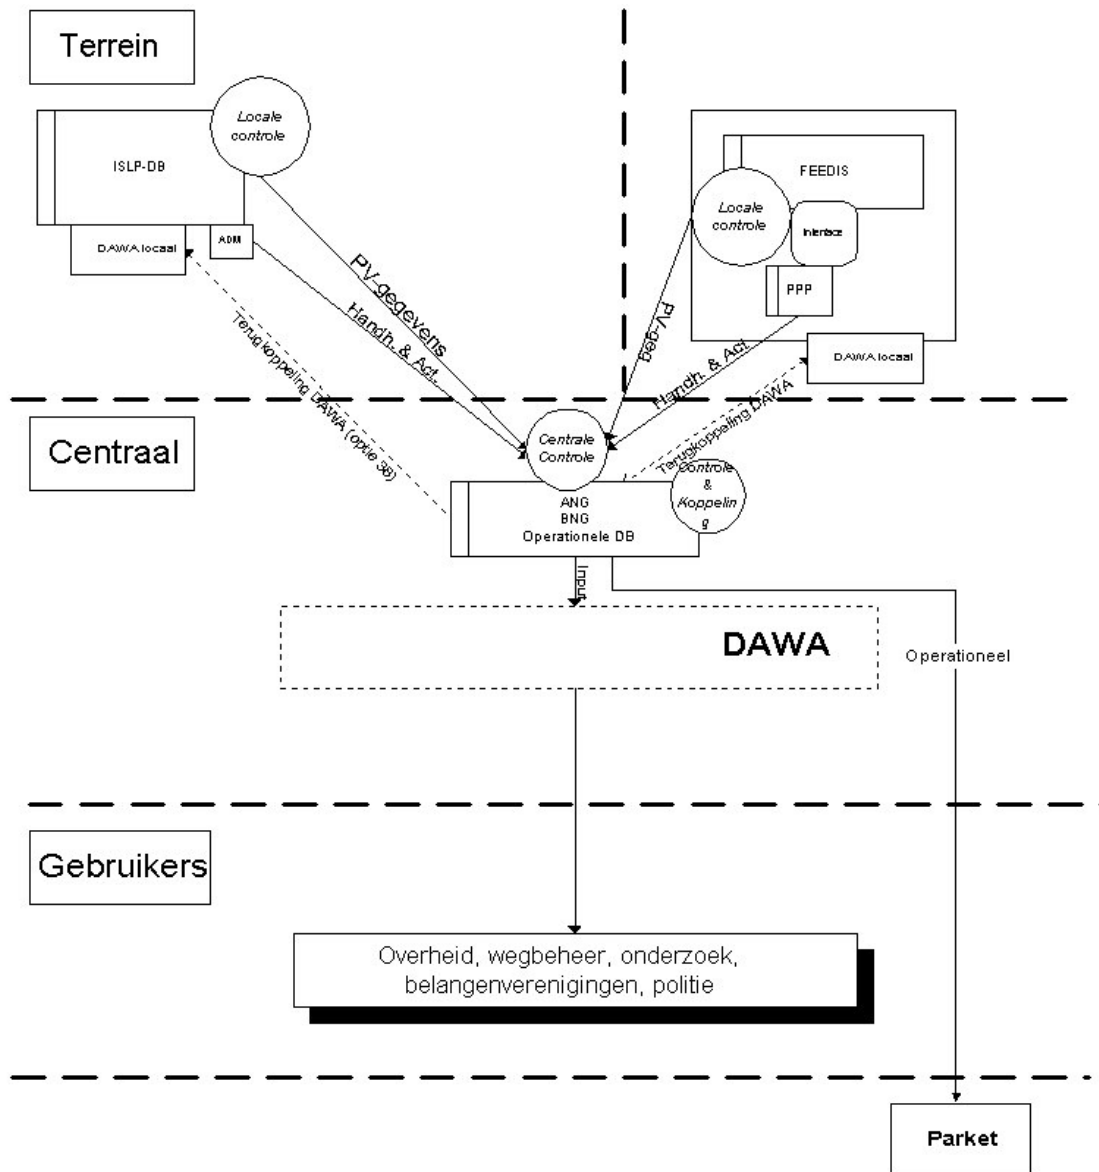 Terrein
Locale
controle
ISLP-DB
DAWA locaal
ADM
FEEDIS
Locale
controle
Interface
PPP
DAWA locaal
PV-gegevens
Handh. & Act.
Terugkoppeling DAWA (optie 3B)
PV-geg
Handh. & Act
Terugkoppeling DAWA
Centraal
Centrale
Controle
Controle
&
Koppelin
g
ANG
BNG
Operationele DB
Input
DAWA
Operationeel
Gebruikers
Overheid, wegbeheer, onderzoek,
belangenverenigingen, politie
Parket